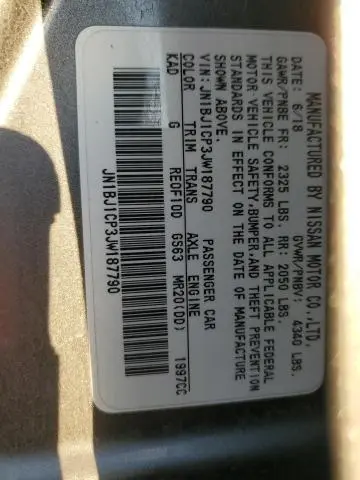 MANUFACTURED BY NISSAN MOTOR CO.,LTD.
DATE: 6/18 GVWR/PNBV: 4340 LBS.
GAWR/PNBE FR: 2325 LBS. RR: 2050 LBS.
THIS VEHICLE CONFORMS TO ALL APPLICABLE FEDERAL
MOTOR VEHICLE SAFETY,BUMPER,AND THEFT PREVENTION
STANDARDS IN EFFECT ON THE DATE OF MANUFACTURE
SHOWN ABOVE.
VIN:JN1BJ1CP3JW187790 PASSENGER CAR
COLOR TRIM TRANS AXLE ENGINE
KAD G RE0F10D GS63 MR20(DD) 1997CC
JN1BJ1CP3JW187790